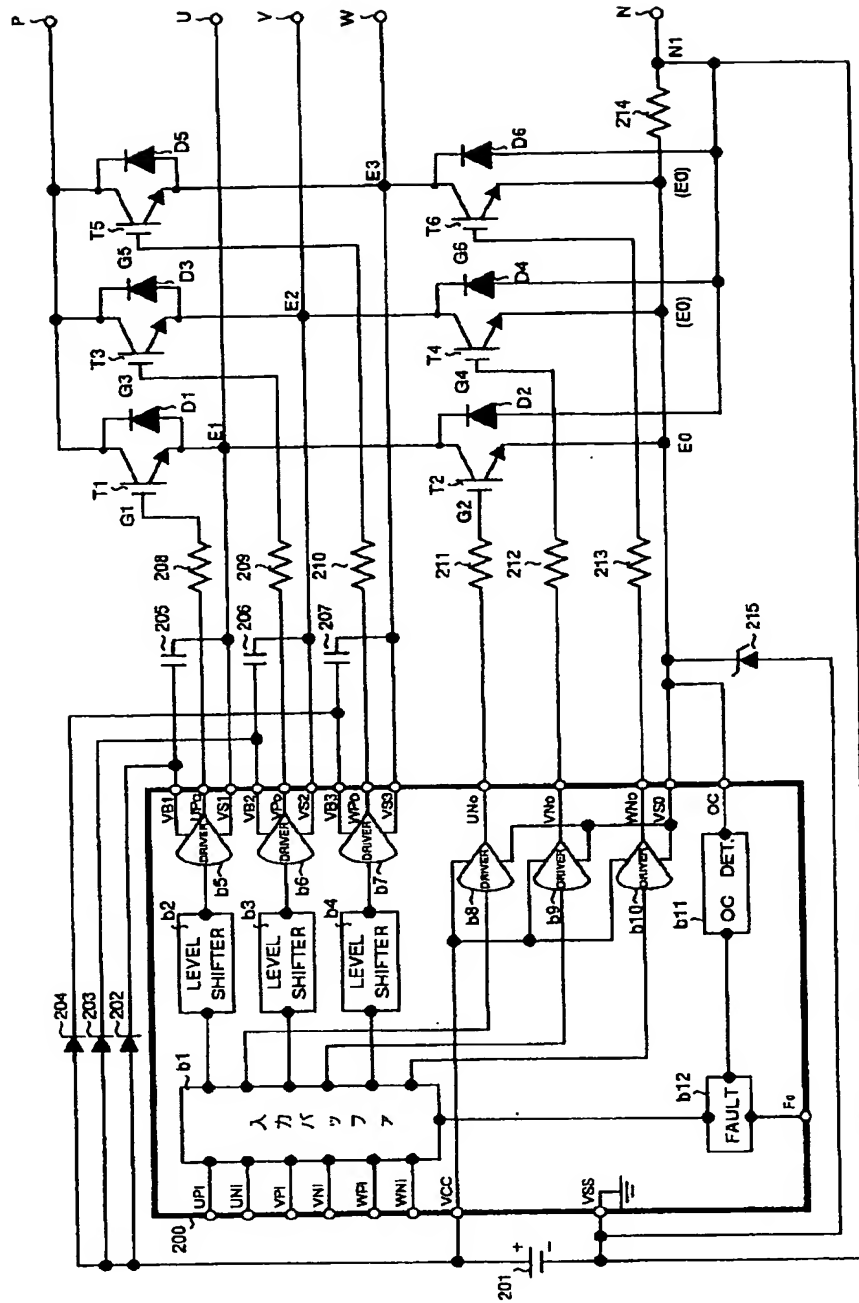 P
U
V
W
N
N1
214
D5
T5
G5
E3
D6
T6
G6
(E0)
D3
T3
G3
E2
D4
T4
G4
(E0)
D1
T1
G1
E1
D2
T2
G2
E0
208
209
210
211
212
213
205
206
207
215
204
203
202
VB1
UPo
VS1
VB2
VPo
VS2
VB3
WPo
VS3
UNo
VNo
WNo
VS0
OC
DRIVER
b5
DRIVER
b6
DRIVER
b7
DRIVER
b8
DRIVER
b9
DRIVER
b10
b2
LEVEL
SHIFTER
b3
LEVEL
SHIFTER
b4
LEVEL
SHIFTER
OC DET.
b11
b1
入力バッファ
b12
FAULT
Fo
UPi
UNi
VPi
VNi
WPi
WNi
VCC
VSS
200
201
+
-